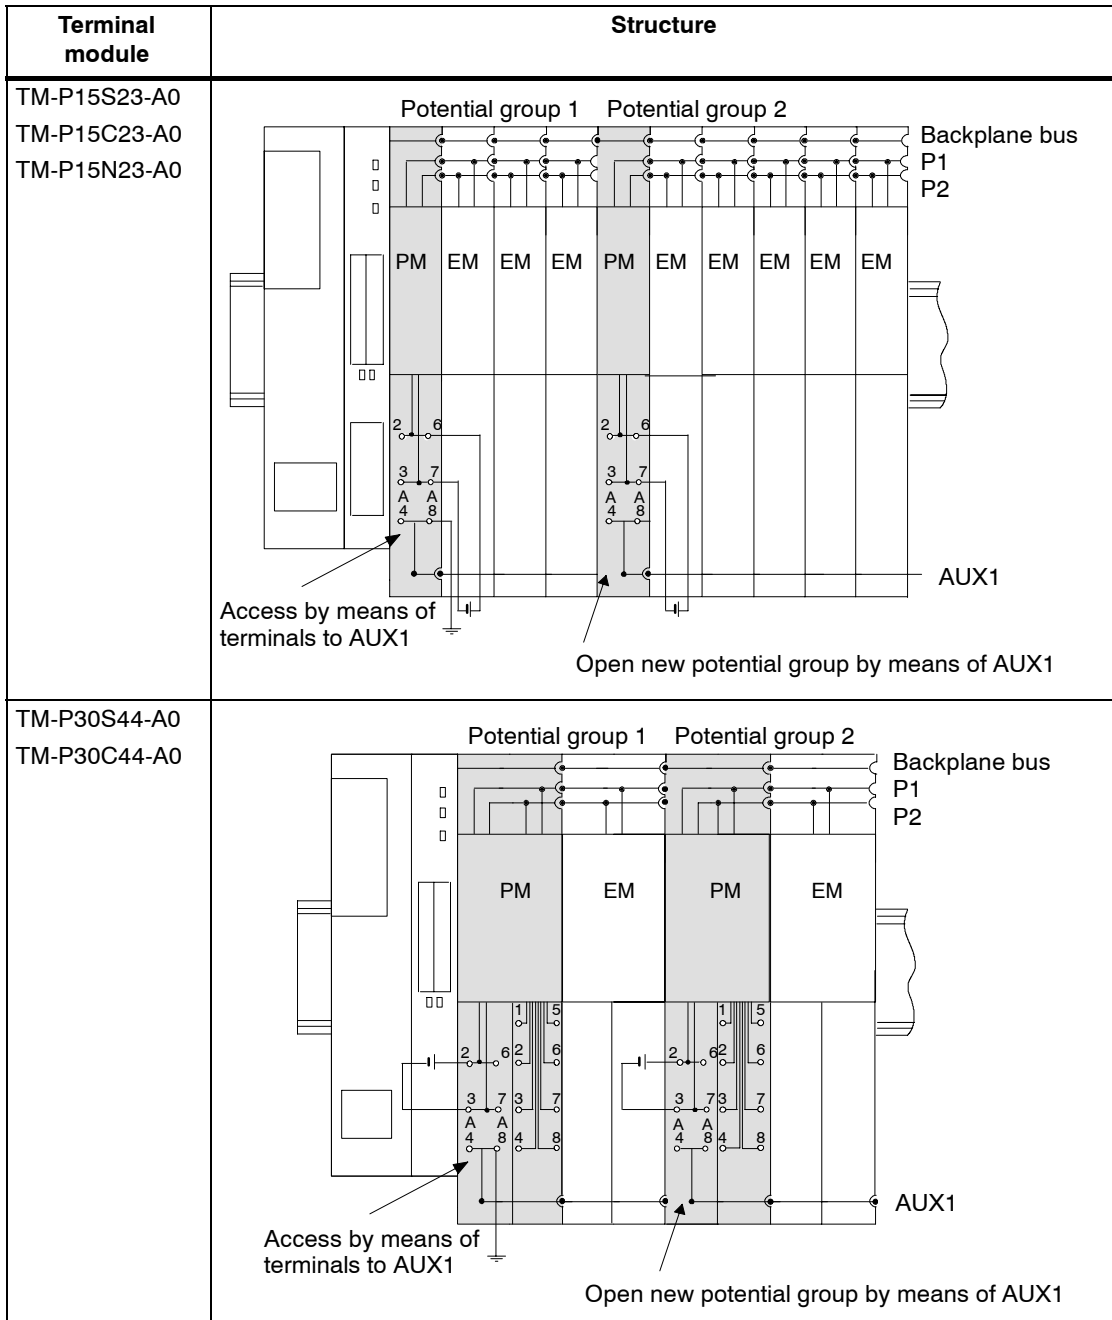 Terminal module
Structure
TM-P15S23-A0
TM-P15C23-A0
TM-P15N23-A0
Potential group 1
Potential group 2
Backplane bus
P1
P2
PM EM EM EM PM EM EM EM EM EM
2 6 2 6
3 7 3 7
A A A A
4 8 4 8
AUX1
Access by means of
terminals to AUX1
Open new potential group by means of AUX1
TM-P30S44-A0
TM-P30C44-A0
Potential group 1
Potential group 2
Backplane bus
P1
P2
PM EM PM EM
1 5 1 5
2 6 2 6 2 6 2 6
3 7 3 7 3 7 3 7
A A A A
4 8 4 8 4 8 4 8
AUX1
Access by means of
terminals to AUX1
Open new potential group by means of AUX1